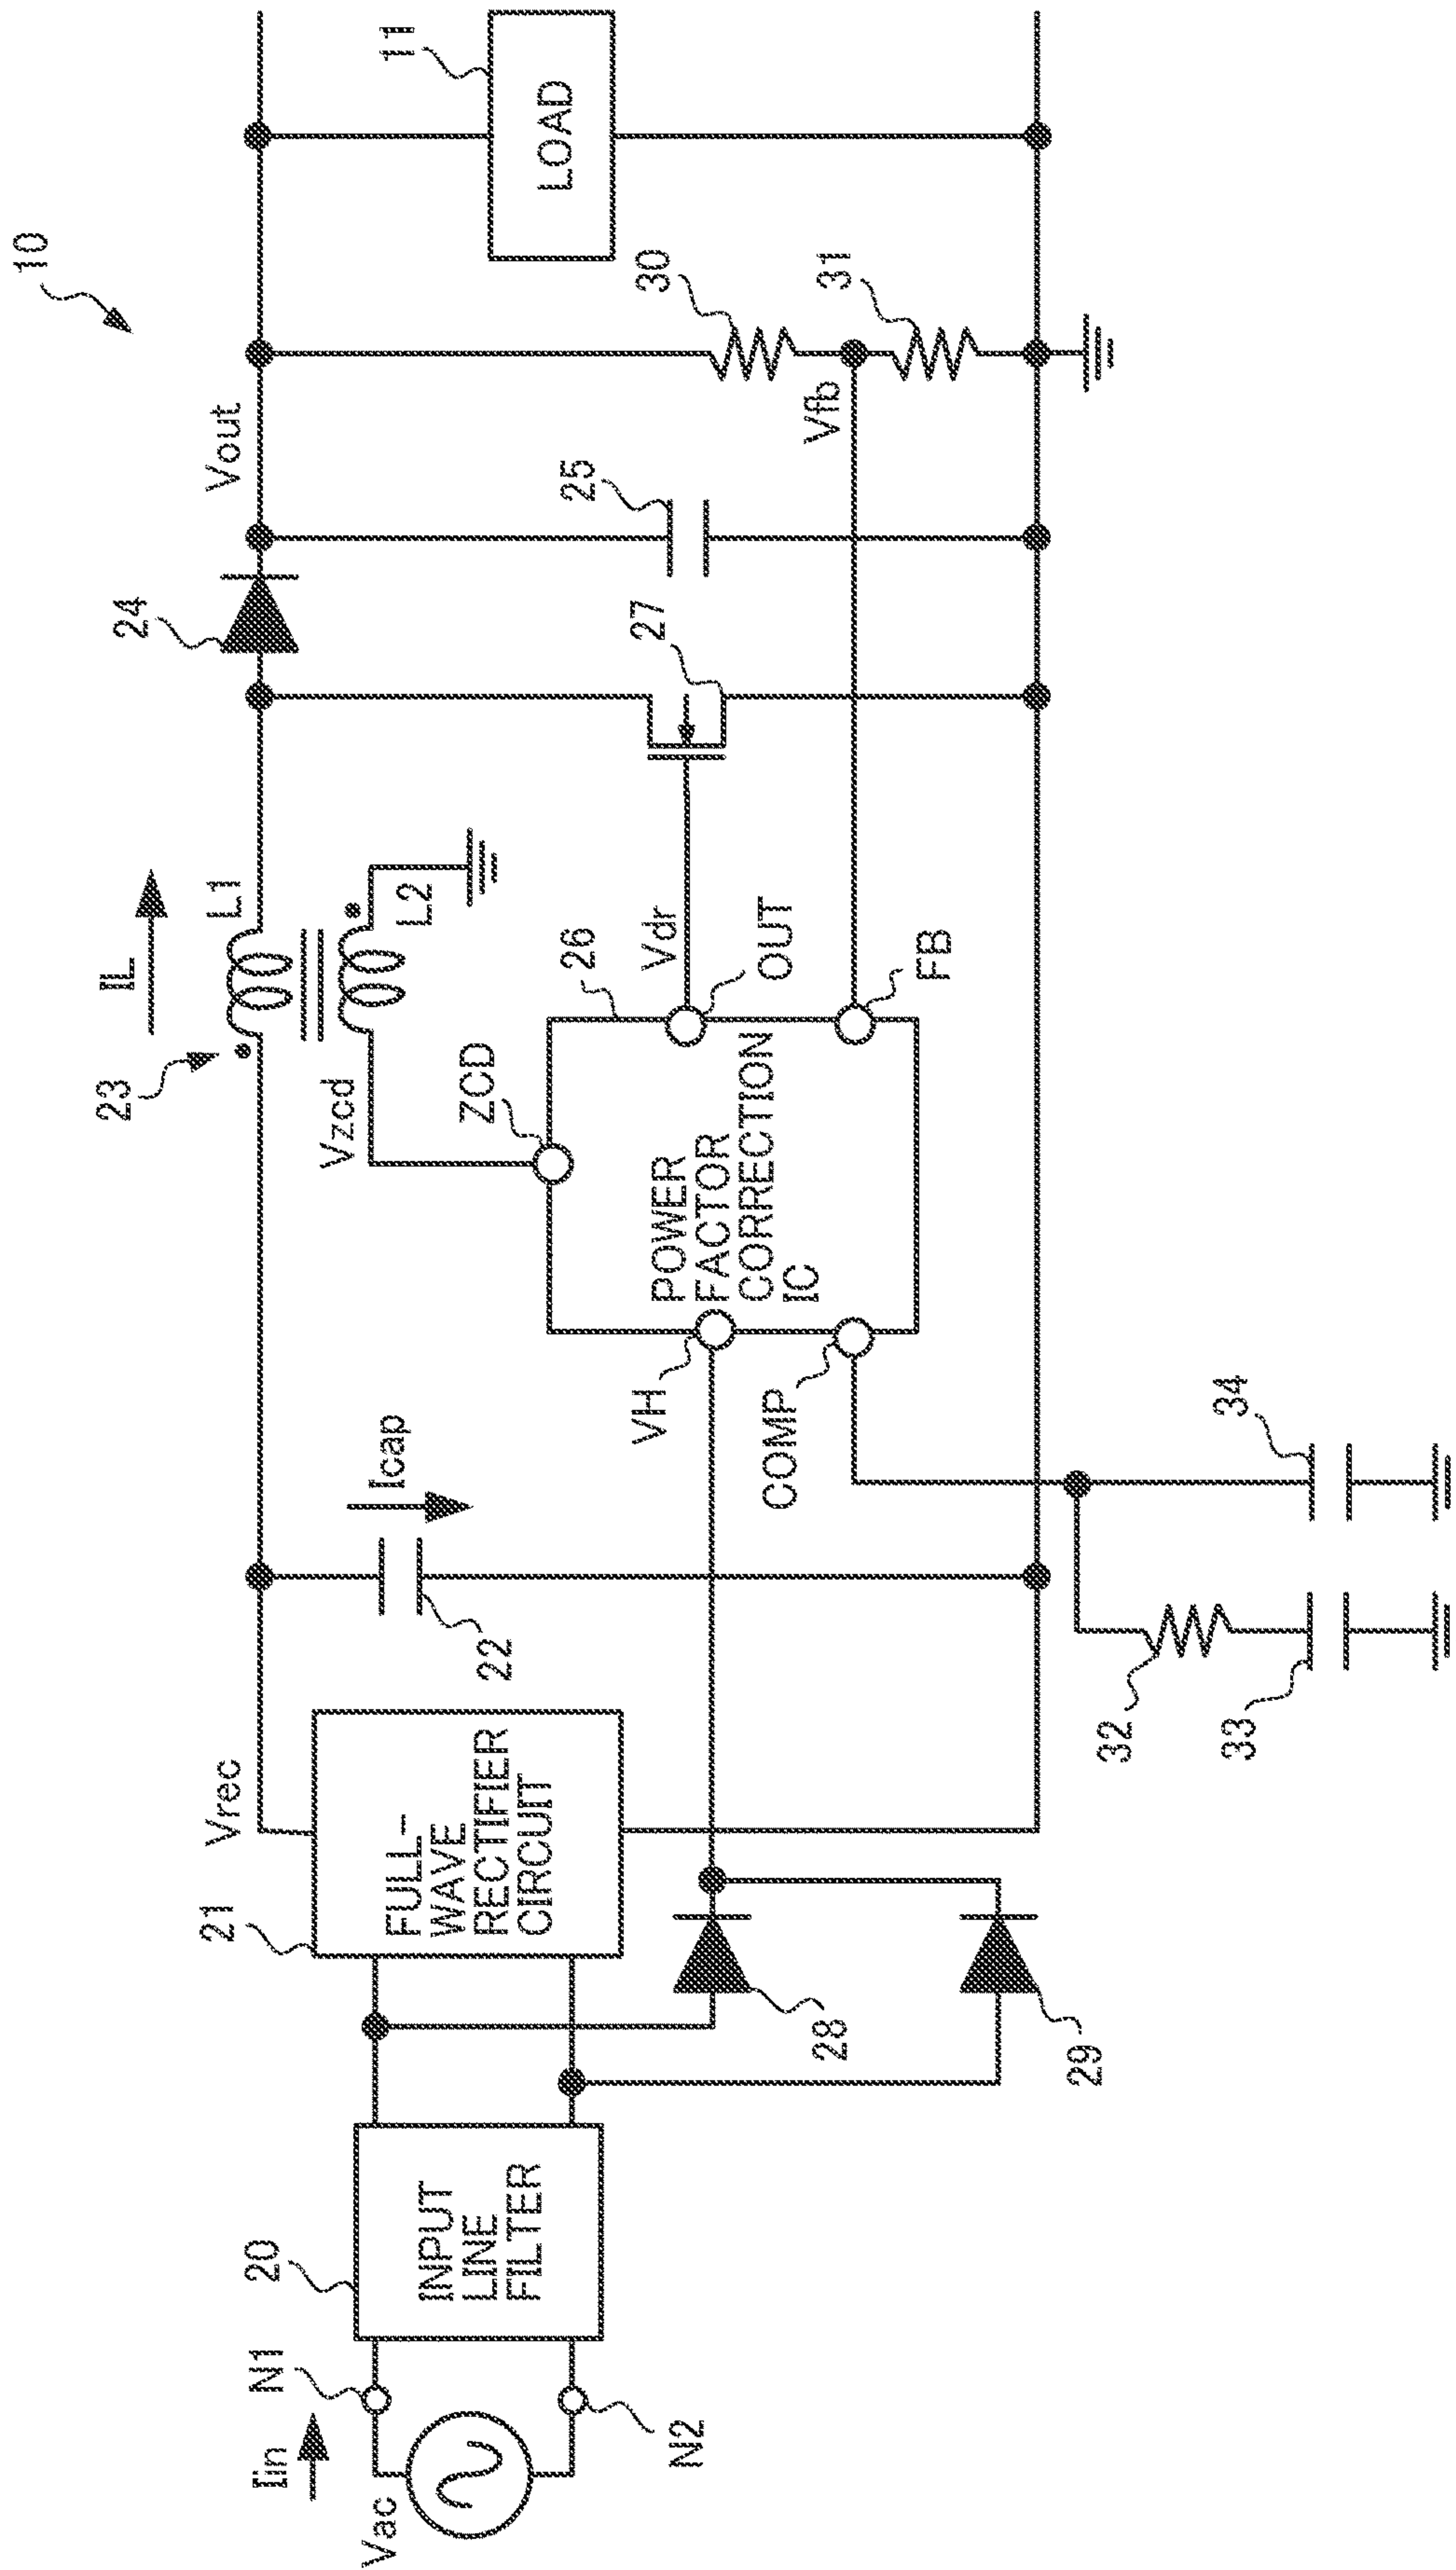 10
IL
23
L1
24
Vout
11
LOAD
Vrec
21
FULL-
WAVE
RECTIFIER
CIRCUIT
Icap
22
Vzcd
L2
ZCD
26
27
25
30
Iin
N1
20
INPUT
LINE
FILTER
Vac
N2
VH
POWER
FACTOR
CORRECTION
IC
Vdr
OUT
Vfb
31
28
COMP
FB
29
32
33
34